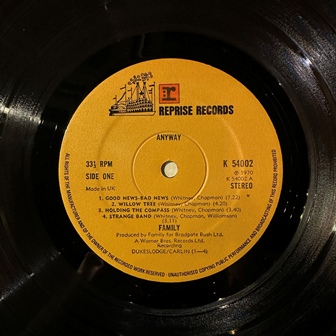 REPRISE RECORDS
ANYWAY
33⅓ RPM
K 54002
SIDE ONE
℗ 1970
K 54002 A
Made in UK
STEREO
1. GOOD NEWS-BAD NEWS (Whitney, Chapman) (7.23)
2. WILLOW TREE (Weider, Chapman) (4.20)
3. HOLDING THE COMPASS (Whitney, Chapman) (3.40)
4. STRANGE BAND (Whitney, Chapman, Williamson)
FAMILY
Produced by Family for Bradgate Bush Ltd.
A Warner Bros. Records Ltd.
Recording
DUKESLODGE/CARLIN (1—4)
ALL RIGHTS OF THE MANUFACTURER AND OF THE OWNER OF THE RECORDED WORK RESERVED · UNAUTHORISED COPYING PUBLIC PERFORMANCE AND BROADCASTING OF THIS RECORD PROHIBITED